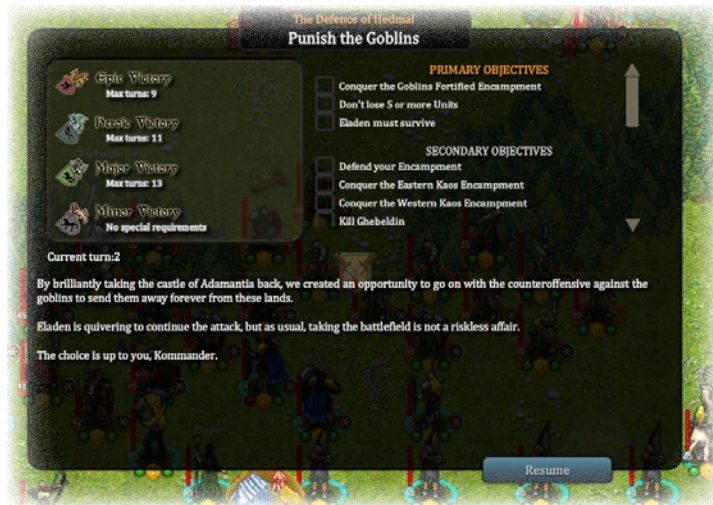 The Defence of Hedmal
Punish the Goblins
Epic Victory
Max turns: 9
Heroic Victory
Max turns: 11
Major Victory
Max turns: 13
Minor Victory
No special requirements
PRIMARY OBJECTIVES
Conquer the Goblins Fortified Encampment
Don't lose 5 or more Units
Eladen must survive
SECONDARY OBJECTIVES
Defend your Encampment
Conquer the Eastern Kaos Encampment
Conquer the Western Kaos Encampment
Kill Ghebeldin
Current turn:2
By brilliantly taking the castle of Adamantia back, we created an opportunity to go on with the counteroffensive against the
goblins to send them away forever from these lands.
Eladen is quivering to continue the attack, but as usual, taking the battlefield is not a riskless affair.
The choice is up to you, Kommander.
Eladen
Resume